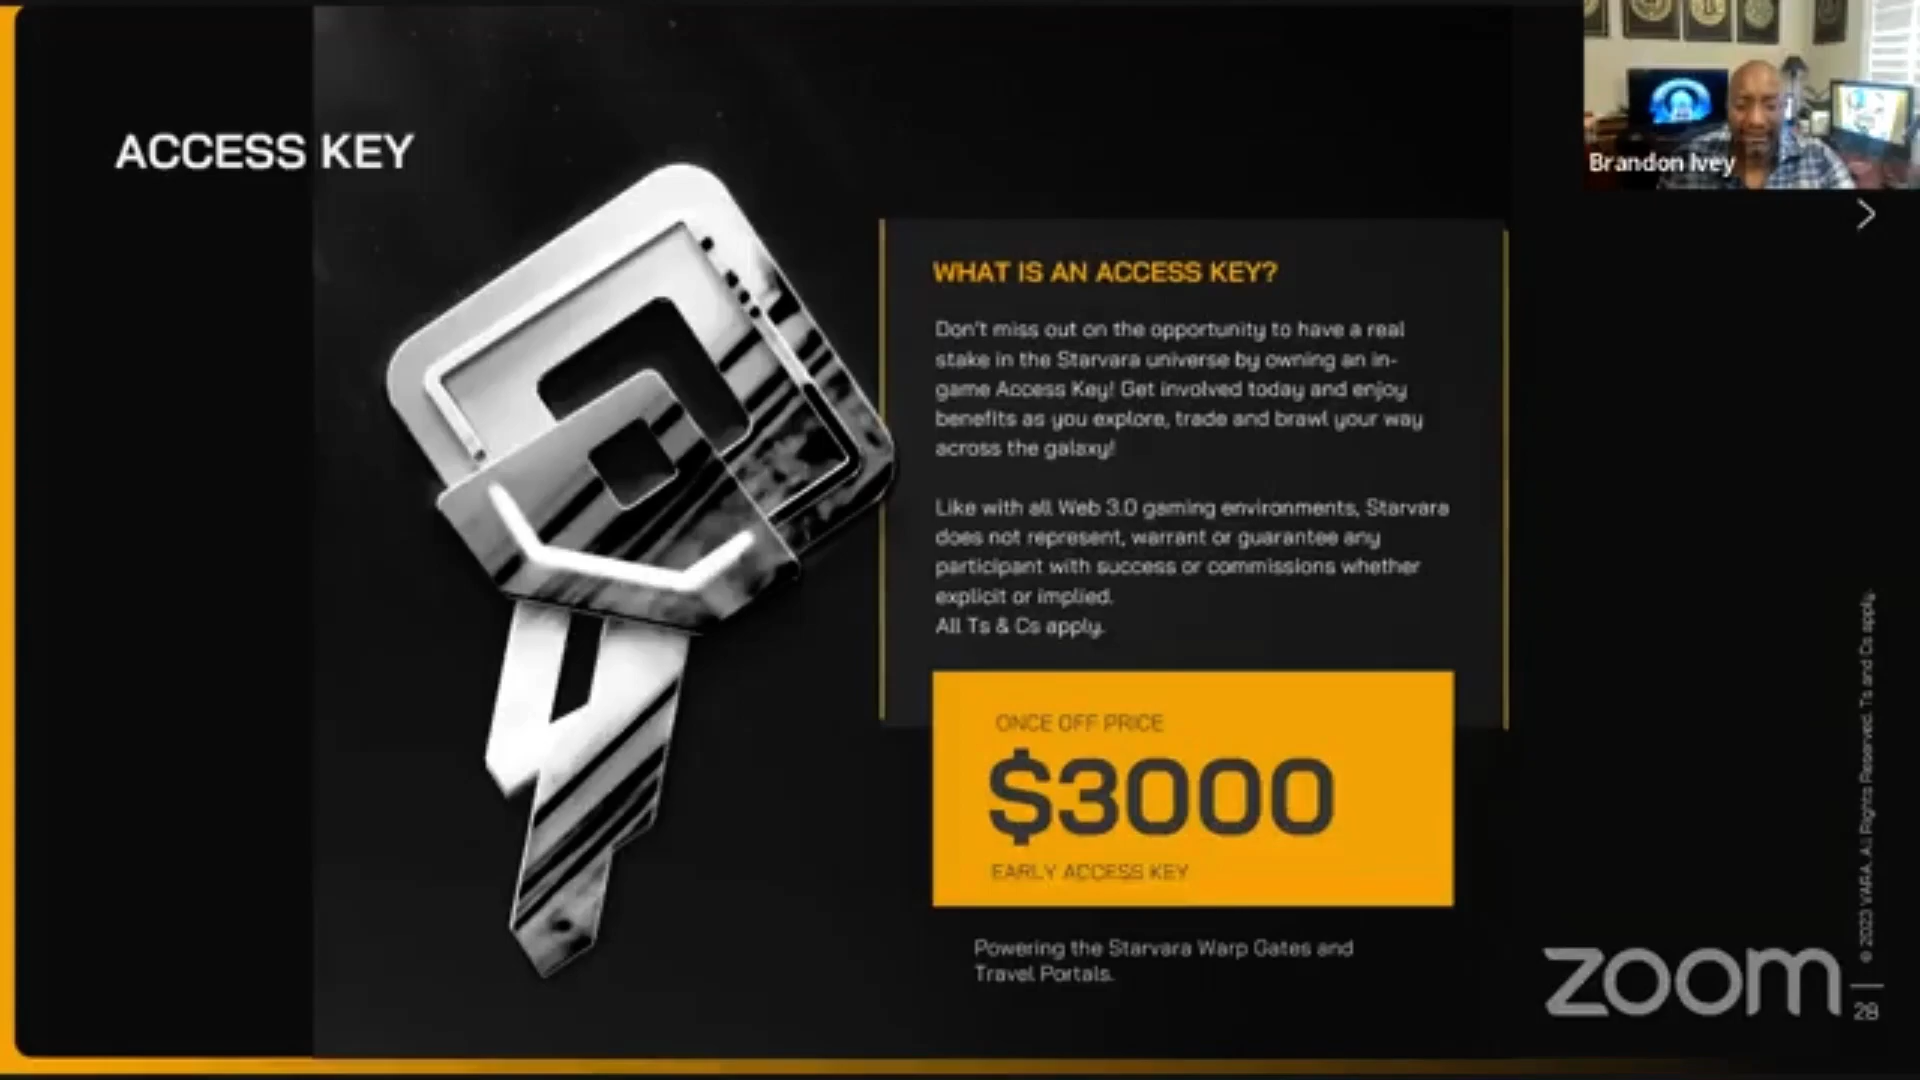 ACCESS KEY
Brandon Ivey
WHAT IS AN ACCESS KEY?
Don't miss out on the opportunity to have a real
stake in the Starvara universe by owning an in-
game Access Key! Get involved today and enjoy
benefits as you explore, trade and brawl your way
across the galaxy!
Like with all Web 3.0 gaming environments, Starvara
does not represent, warrant or guarantee any
participant with success or commissions whether
explicit or implied.
All Ts & Cs apply.
ONCE OFF PRICE
$3000
EARLY ACCESS KEY
Powering the Starvara Warp Gates and
Travel Portals.
© 2023 VARA. All Rights Reserved. Ts and Cs apply.
zoom
28